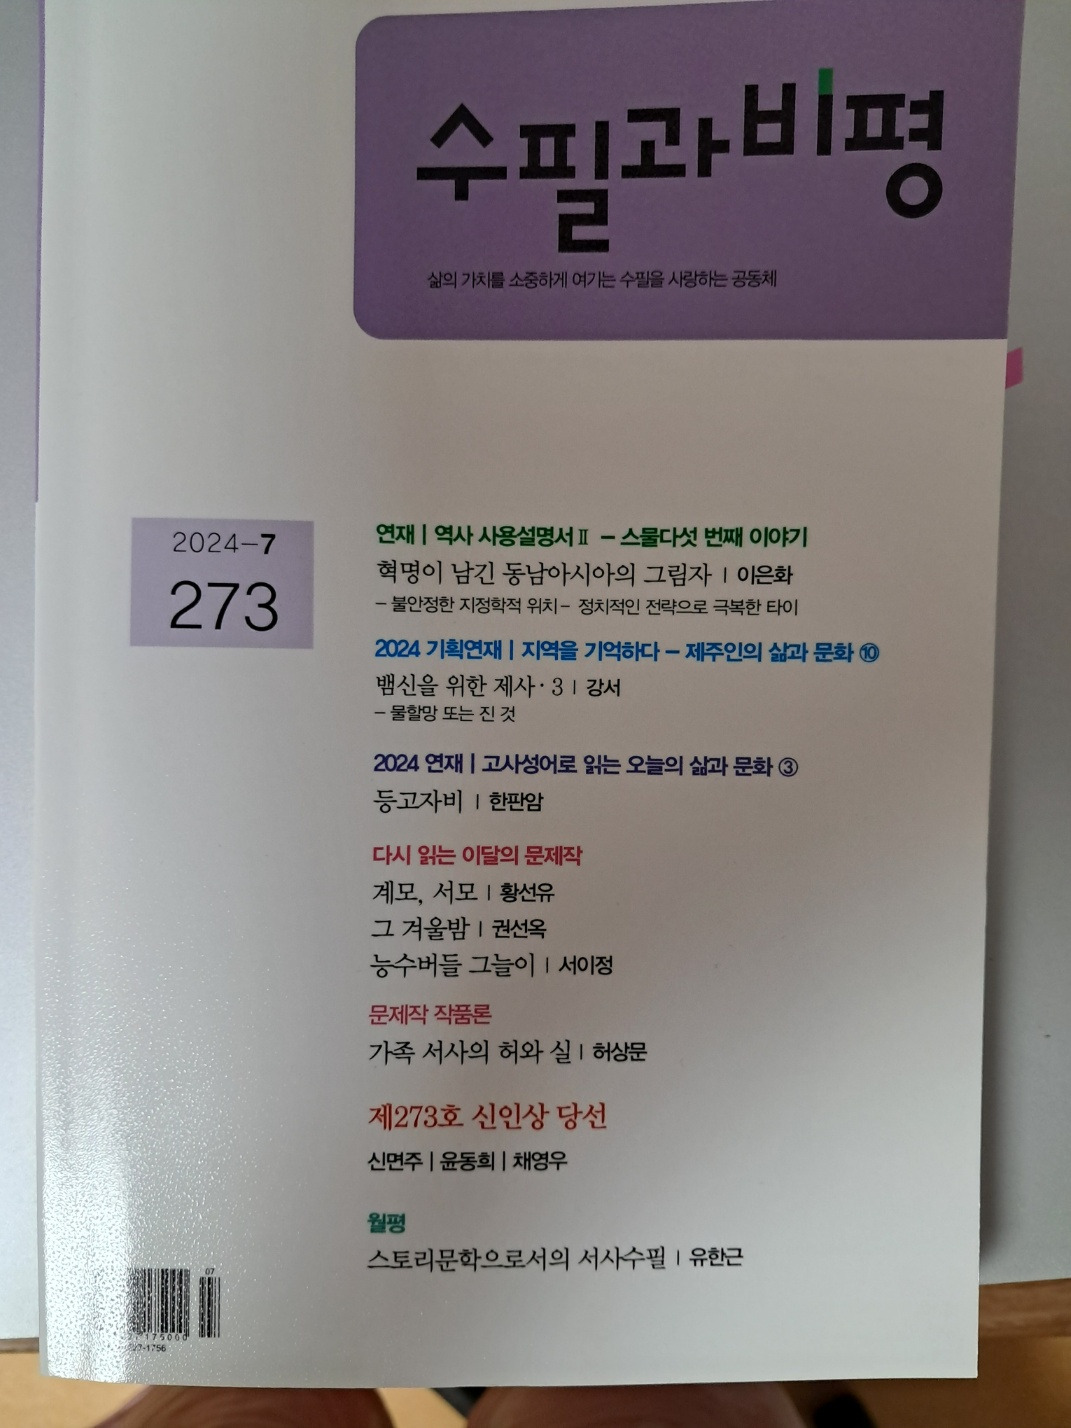 수필과비평
삶의 가치를 소중하게 여기는 수필을 사랑하는 공동체
2024-7
273
연재 | 역사 사용설명서Ⅱ - 스물다섯 번째 이야기
혁명이 남긴 동남아시아의 그림자 | 이은화
- 불안정한 지정학적 위치 - 정치적인 전략으로 극복한 타이
2024 기획연재 | 지역을 기억하다 - 제주인의 삶과 문화 ⑩
뱀신을 위한 제사·3 | 강서
- 물할망 또는 진 것
2024 연재 | 고사성어로 읽는 오늘의 삶과 문화 ③
등고자비 | 한판암
다시 읽는 이달의 문제작
계모, 서모 | 황선유
그 겨울밤 | 권선옥
능수버들 그늘이 | 서이정
문제작 작품론
가족 서사의 허와 실 | 허상문
제273호 신인상 당선
신면주 | 윤동희 | 채영우
월평
스토리문학으로서의 서사수필 | 유한근
07